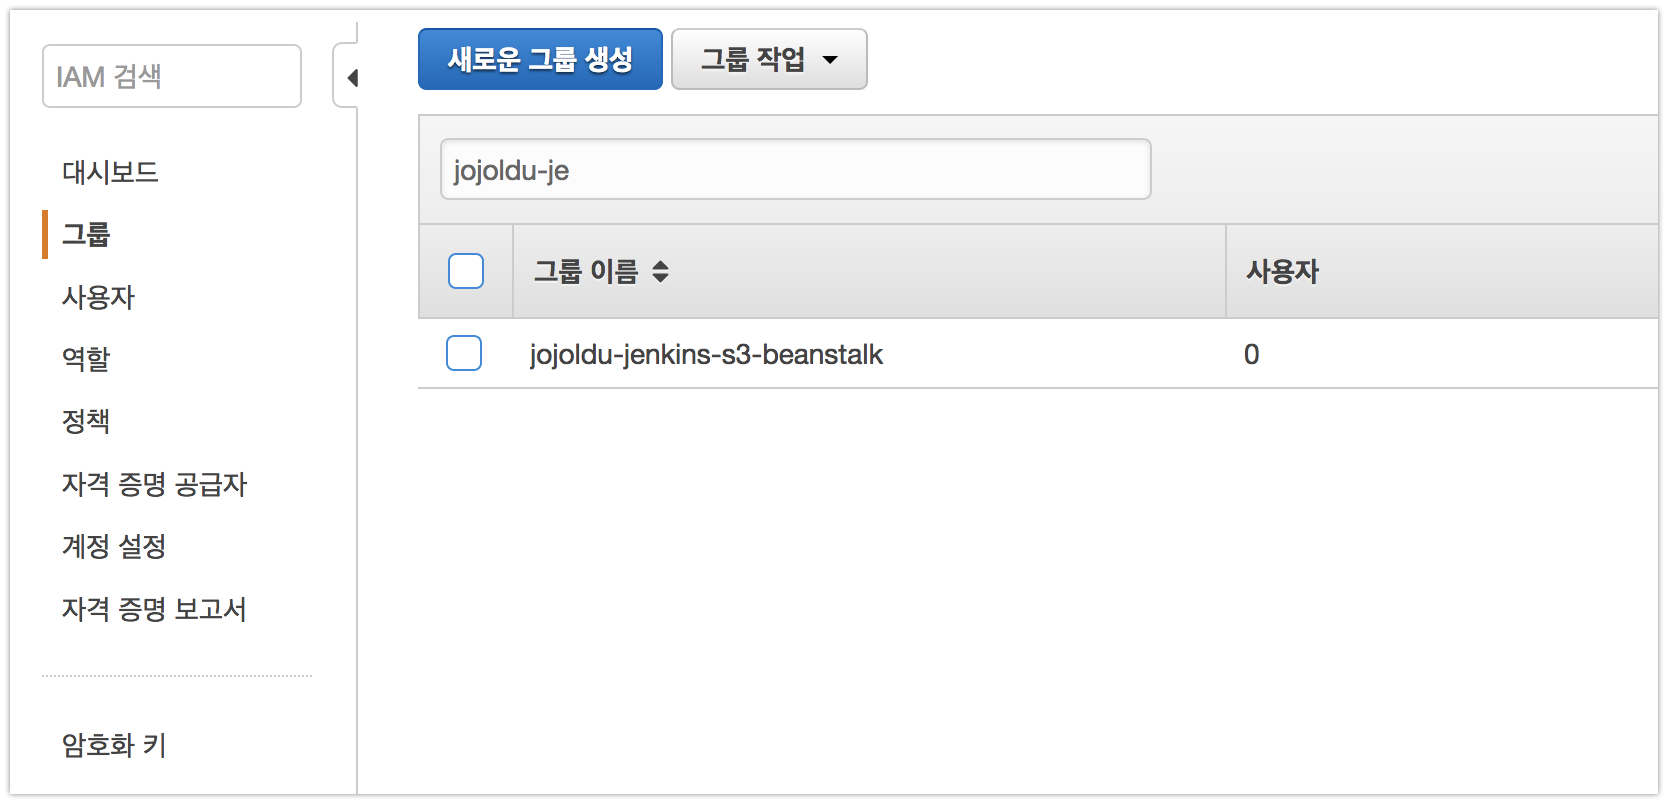 IAM 검색
대시보드
그룹
사용자
역할
정책
자격 증명 공급자
계정 설정
자격 증명 보고서
암호화 키
새로운 그룹 생성
그룹 작업
jojoldu-je
그룹 이름
사용자
jojoldu-jenkins-s3-beanstalk
0